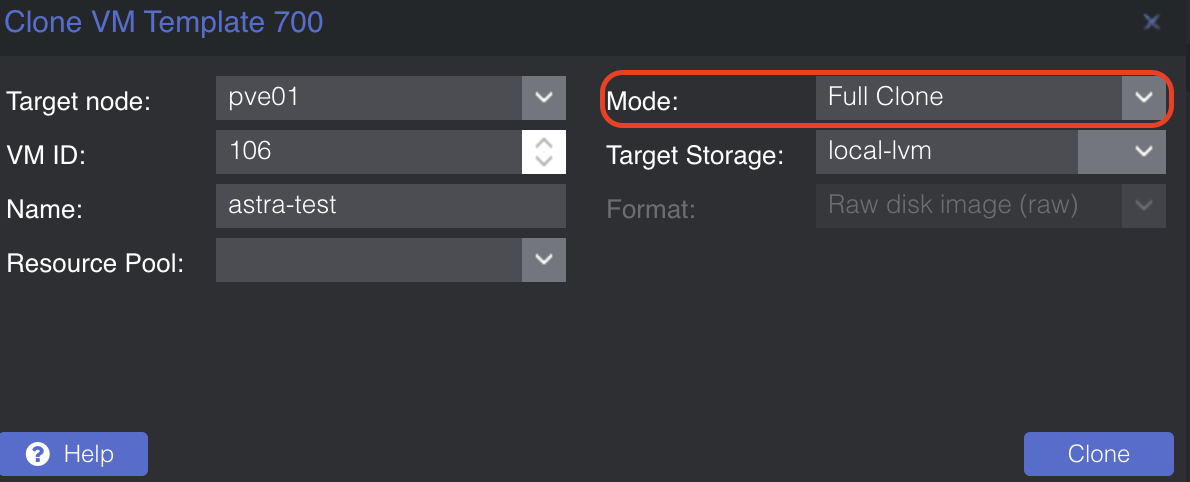 Clone VM Template 700
Target node: pve01
VM ID: 106
Name: astra-test
Resource Pool:
Mode: Full Clone
Target Storage: local-lvm
Format: Raw disk image (raw)
Help
Clone